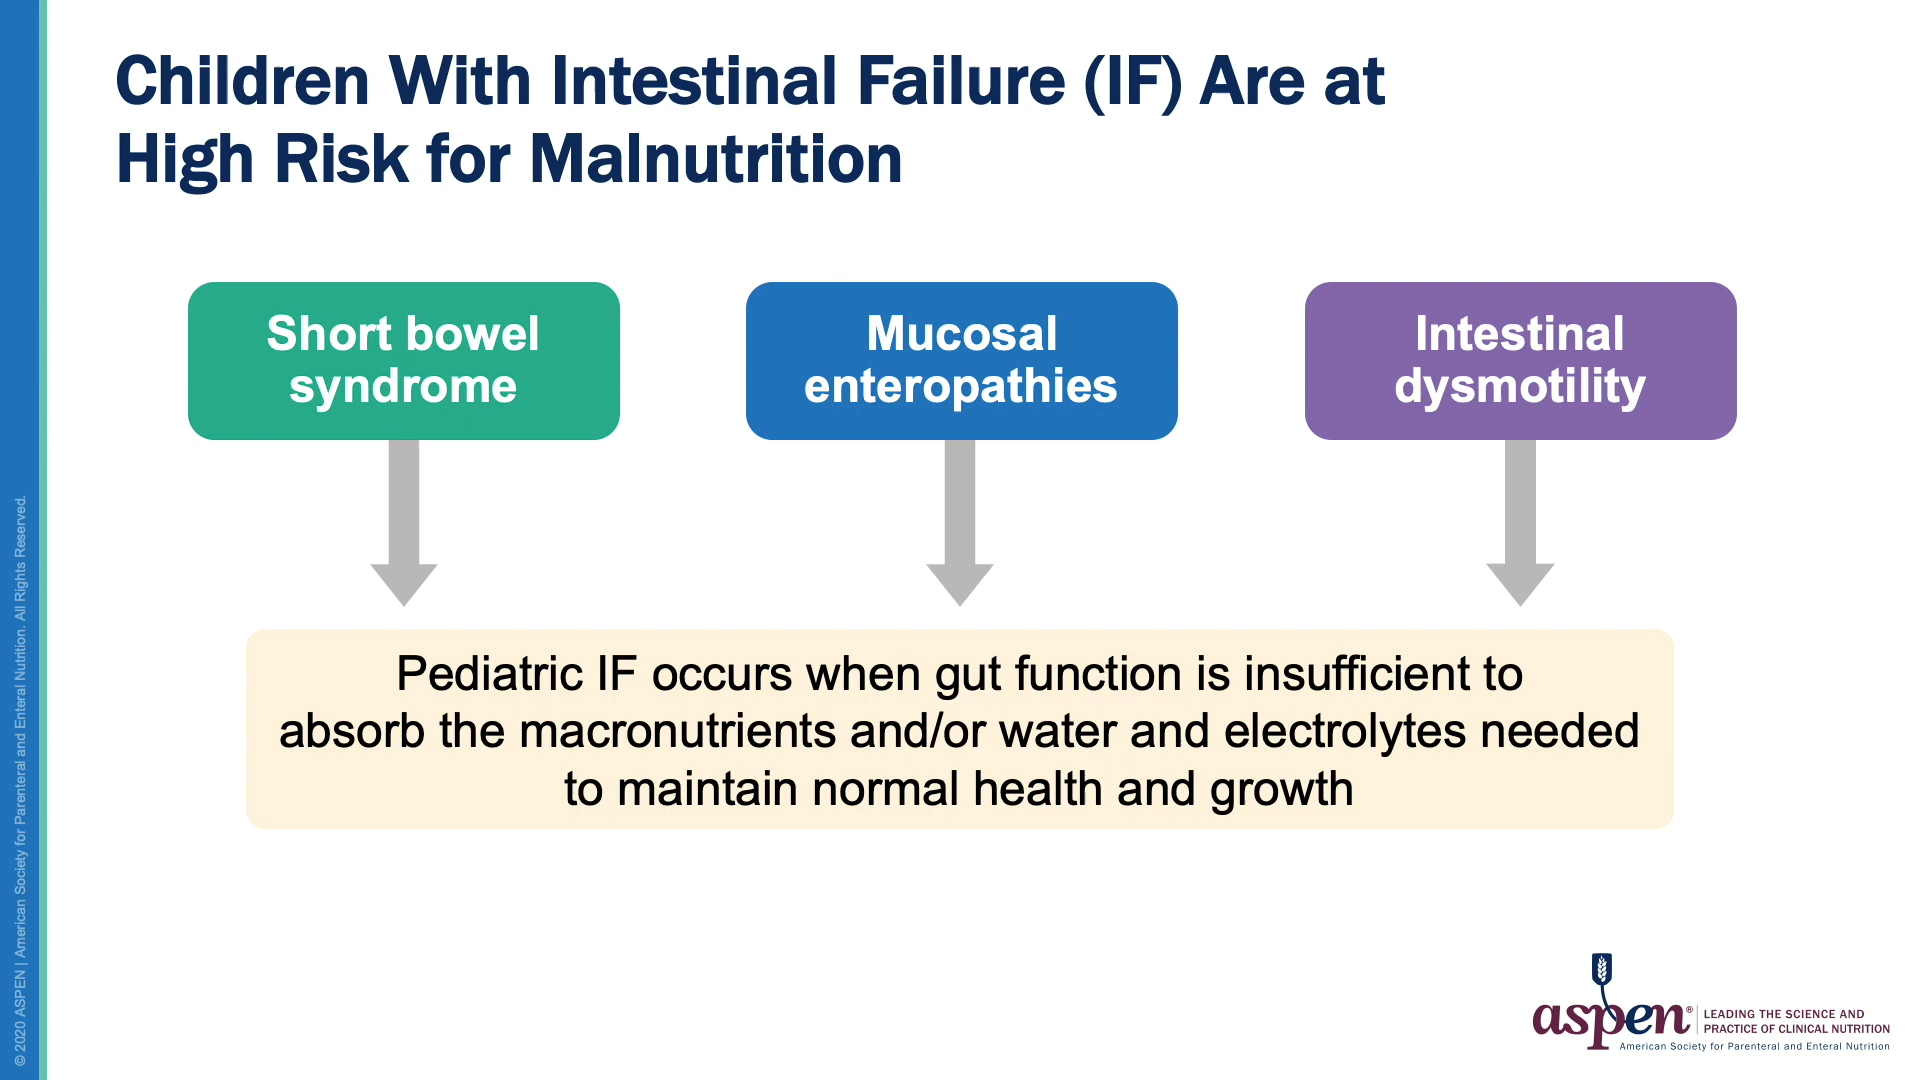 Children With Intestinal Failure (IF) Are at
High Risk for Malnutrition
Short bowel
syndrome
Mucosal
enteropathies
Intestinal
dysmotility
Pediatric IF occurs when gut function is insufficient to
absorb the macronutrients and/or water and electrolytes needed
to maintain normal health and growth
© 2020 ASPEN | American Society for Parenteral and Enteral Nutrition. All Rights Reserved.
aspen®
LEADING THE SCIENCE AND
PRACTICE OF CLINICAL NUTRITION
American Society for Parenteral and Enteral Nutrition